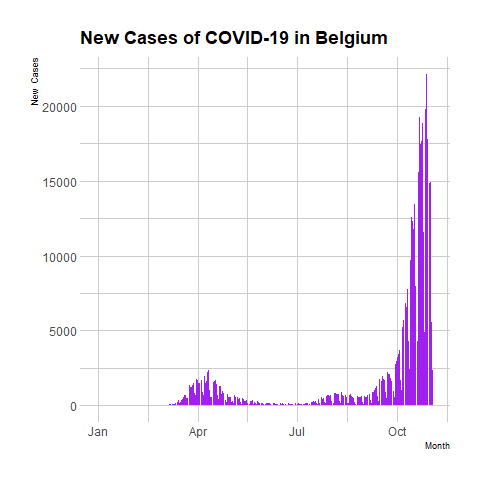 New Cases of COVID-19 in Belgium
New Cases
20000
15000
10000
5000
0
Jan Apr Jul Oct
Month